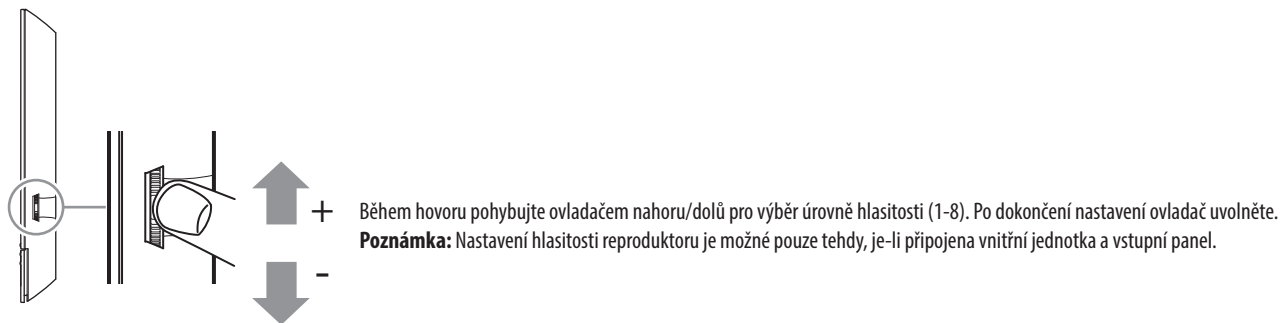 +
Během hovoru pohybujte ovladačem nahoru/dolů pro výběr úrovně hlasitosti (1-8). Po dokončení nastavení ovladač uvolněte.
Poznámka: Nastavení hlasitosti reproduktoru je možné pouze tehdy, je-li připojena vnitřní jednotka a vstupní panel.
-